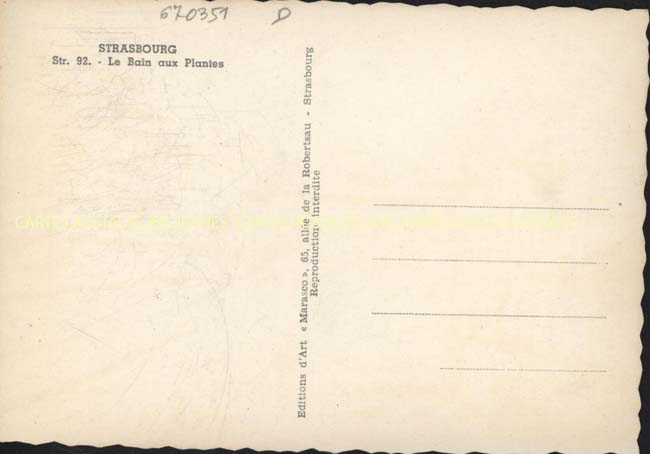 670351 D
STRASBOURG
Str. 92. - Le Bain aux Plantes
Editions d'Art « Marasco », 65, allée de la Robertsau - Strasbourg
Reproduction interdite